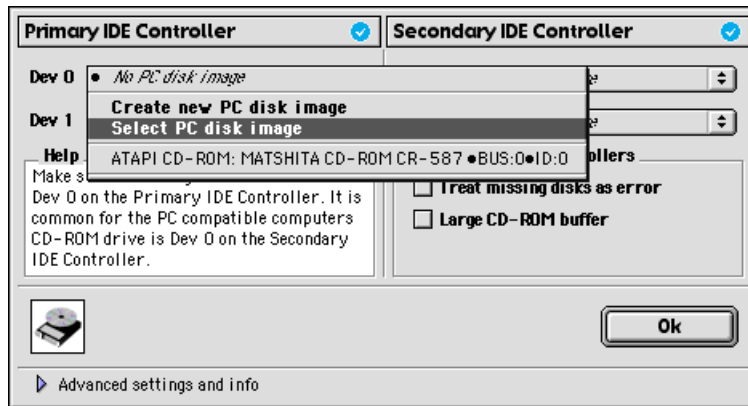 Primary IDE Controller
Secondary IDE Controller
Dev 0
● No PC disk image
Create new PC disk image
Select PC disk image
ATAPI CD-ROM: MATSHITA CD-ROM CR-587 ●BUS:0●ID:0
Dev 1
Help
Make s
Dev 0 on the Primary IDE Controller. It is
common for the PC compatible computers
CD-ROM drive is Dev 0 on the Secondary
IDE Controller.
Treat missing disks as error
Large CD-ROM buffer
Ok
Advanced settings and info